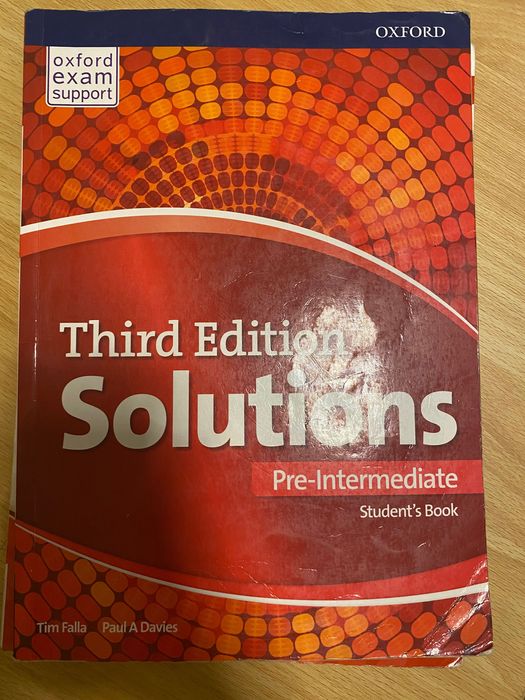 OXFORD
oxford
exam
support
Third Edition
Solutions
Pre-Intermediate
Student's Book
Tim Falla Paul A Davies